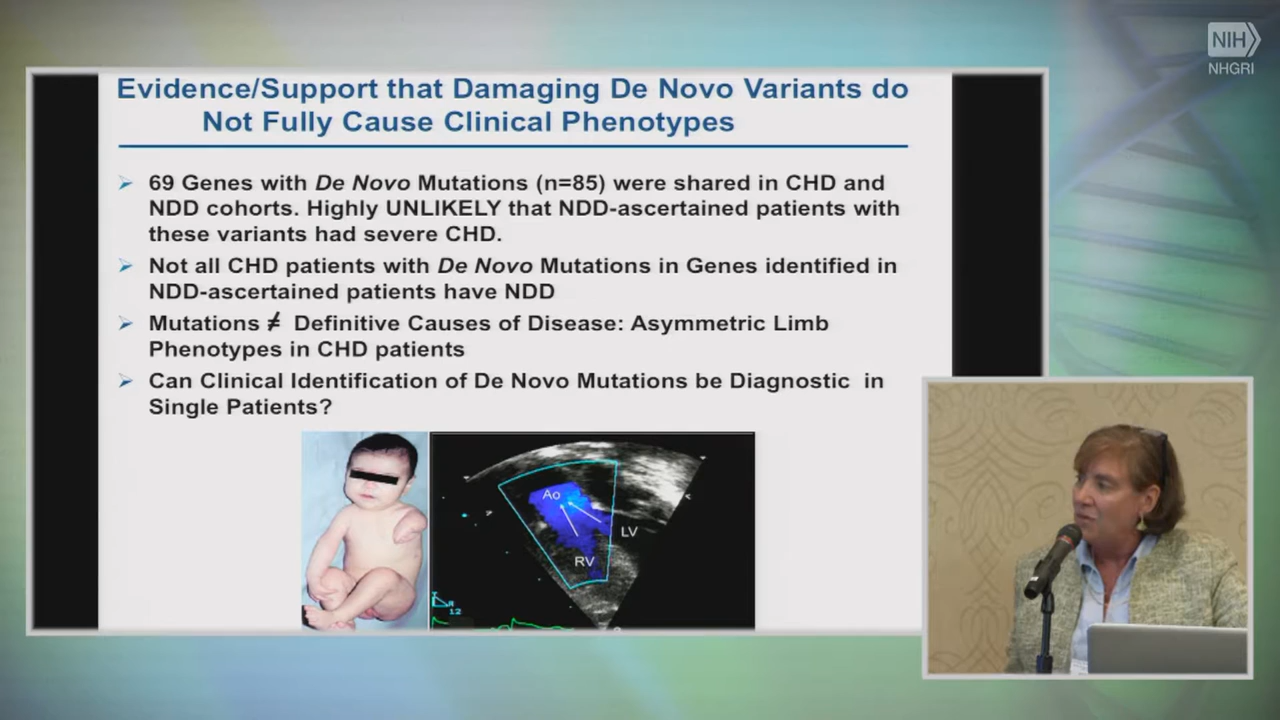 NIH
NHGRI
Evidence/Support that Damaging De Novo Variants do
Not Fully Cause Clinical Phenotypes
69 Genes with De Novo Mutations (n=85) were shared in CHD and
NDD cohorts. Highly UNLIKELY that NDD-ascertained patients with
these variants had severe CHD.
Not all CHD patients with De Novo Mutations in Genes identified in
NDD-ascertained patients have NDD
Mutations ≠ Definitive Causes of Disease: Asymmetric Limb
Phenotypes in CHD patients
Can Clinical Identification of De Novo Mutations be Diagnostic in
Single Patients?
Ao
LV
RV
12